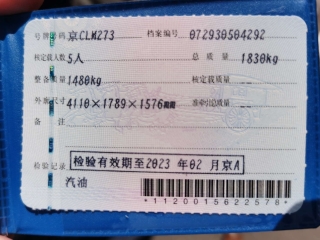 号牌号码 京CLM273 档案编号 072930504292
核定载人数 5人 总质量 1830kg
整备质量 1480kg 核定载质量 --
外廓尺寸 4110×1789×1576mm 准牵引总质量 --
备注
检验记录 检验有效期至2023年02月京A
汽油
*1120015622578*